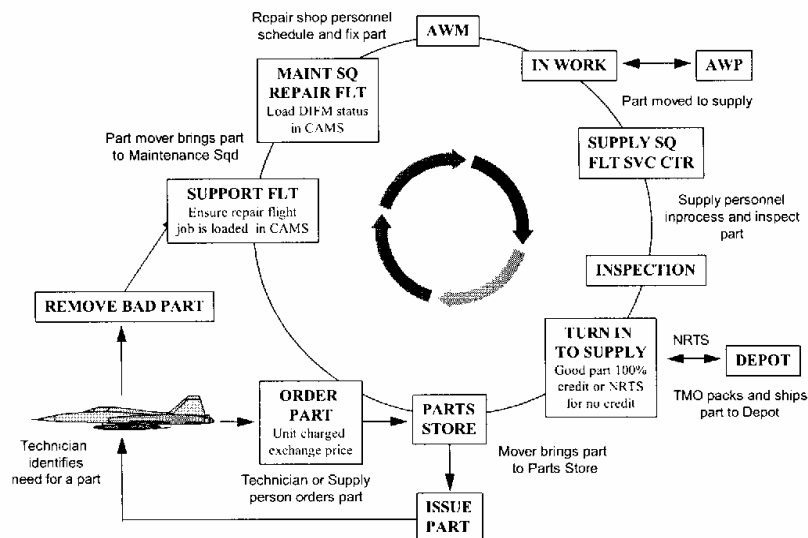 Repair shop personnel
schedule and fix part
AWM
IN WORK
AWP
Part moved to supply
MAINT SQ
REPAIR FLT
Load DIFM status
in CAMS
SUPPLY SQ
FLT SVC CTR
Part mover brings part
to Maintenance Sqd
SUPPORT FLT
Ensure repair flight
job is loaded in CAMS
Supply personnel
inprocess and inspect
part
INSPECTION
REMOVE BAD PART
TURN IN
TO SUPPLY
Good part 100%
credit or NRTS
for no credit
NRTS
DEPOT
TMO packs and ships
part to Depot
ORDER
PART
Unit charged
exchange price
PARTS
STORE
Mover brings part
to Parts Store
Technician
identifies
need for a part
Technician or Supply
person orders part
ISSUE
PART